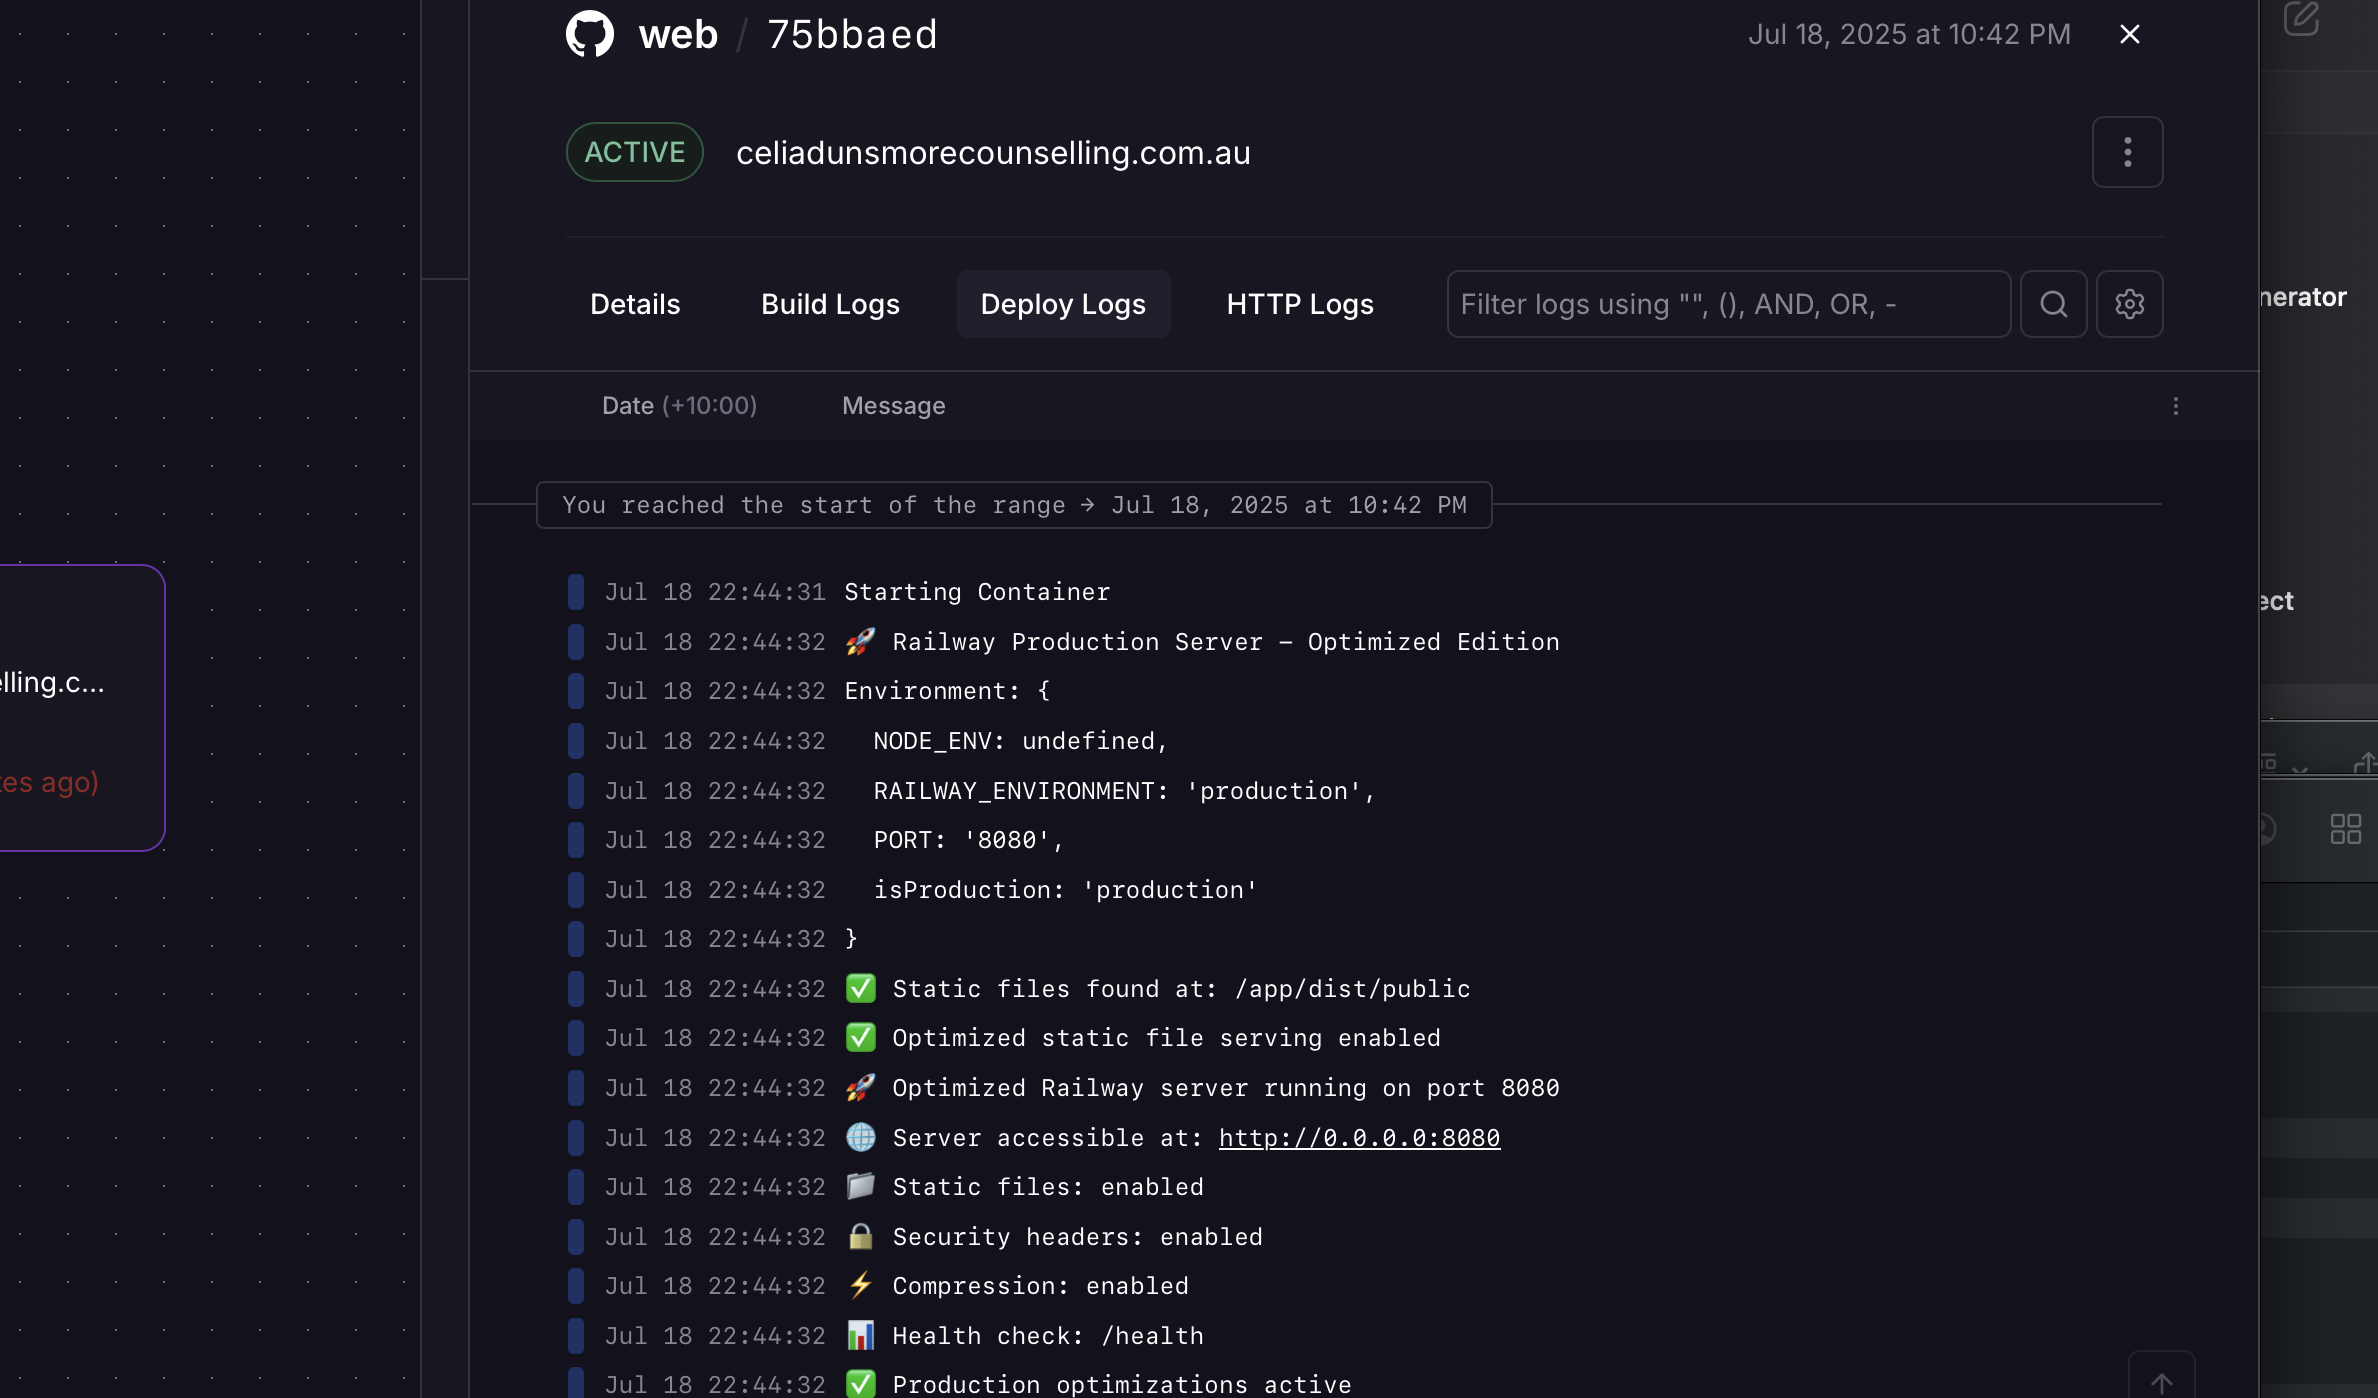 web / 75bbaed
Jul 18, 2025 at 10:42 PM
ACTIVE
celiadunsmorecounselling.com.au
Details
Build Logs
Deploy Logs
HTTP Logs
Filter logs using "", (), AND, OR, -
Date (+10:00)
Message
You reached the start of the range → Jul 18, 2025 at 10:42 PM
Jul 18 22:44:31 Starting Container
Jul 18 22:44:32 🚀 Railway Production Server – Optimized Edition
Jul 18 22:44:32 Environment: {
Jul 18 22:44:32 NODE_ENV: undefined,
Jul 18 22:44:32 RAILWAY_ENVIRONMENT: 'production',
Jul 18 22:44:32 PORT: '8080',
Jul 18 22:44:32 isProduction: 'production'
Jul 18 22:44:32 }
Jul 18 22:44:32 ✅ Static files found at: /app/dist/public
Jul 18 22:44:32 ✅ Optimized static file serving enabled
Jul 18 22:44:32 🚀 Optimized Railway server running on port 8080
Jul 18 22:44:32 🌐 Server accessible at: http://0.0.0.0:8080
Jul 18 22:44:32 📁 Static files: enabled
Jul 18 22:44:32 🔒 Security headers: enabled
Jul 18 22:44:32 ⚡ Compression: enabled
Jul 18 22:44:32 📊 Health check: /health
Jul 18 22:44:32 ✅ Production optimizations active
elling.c...
tes ago)
nerator
ect